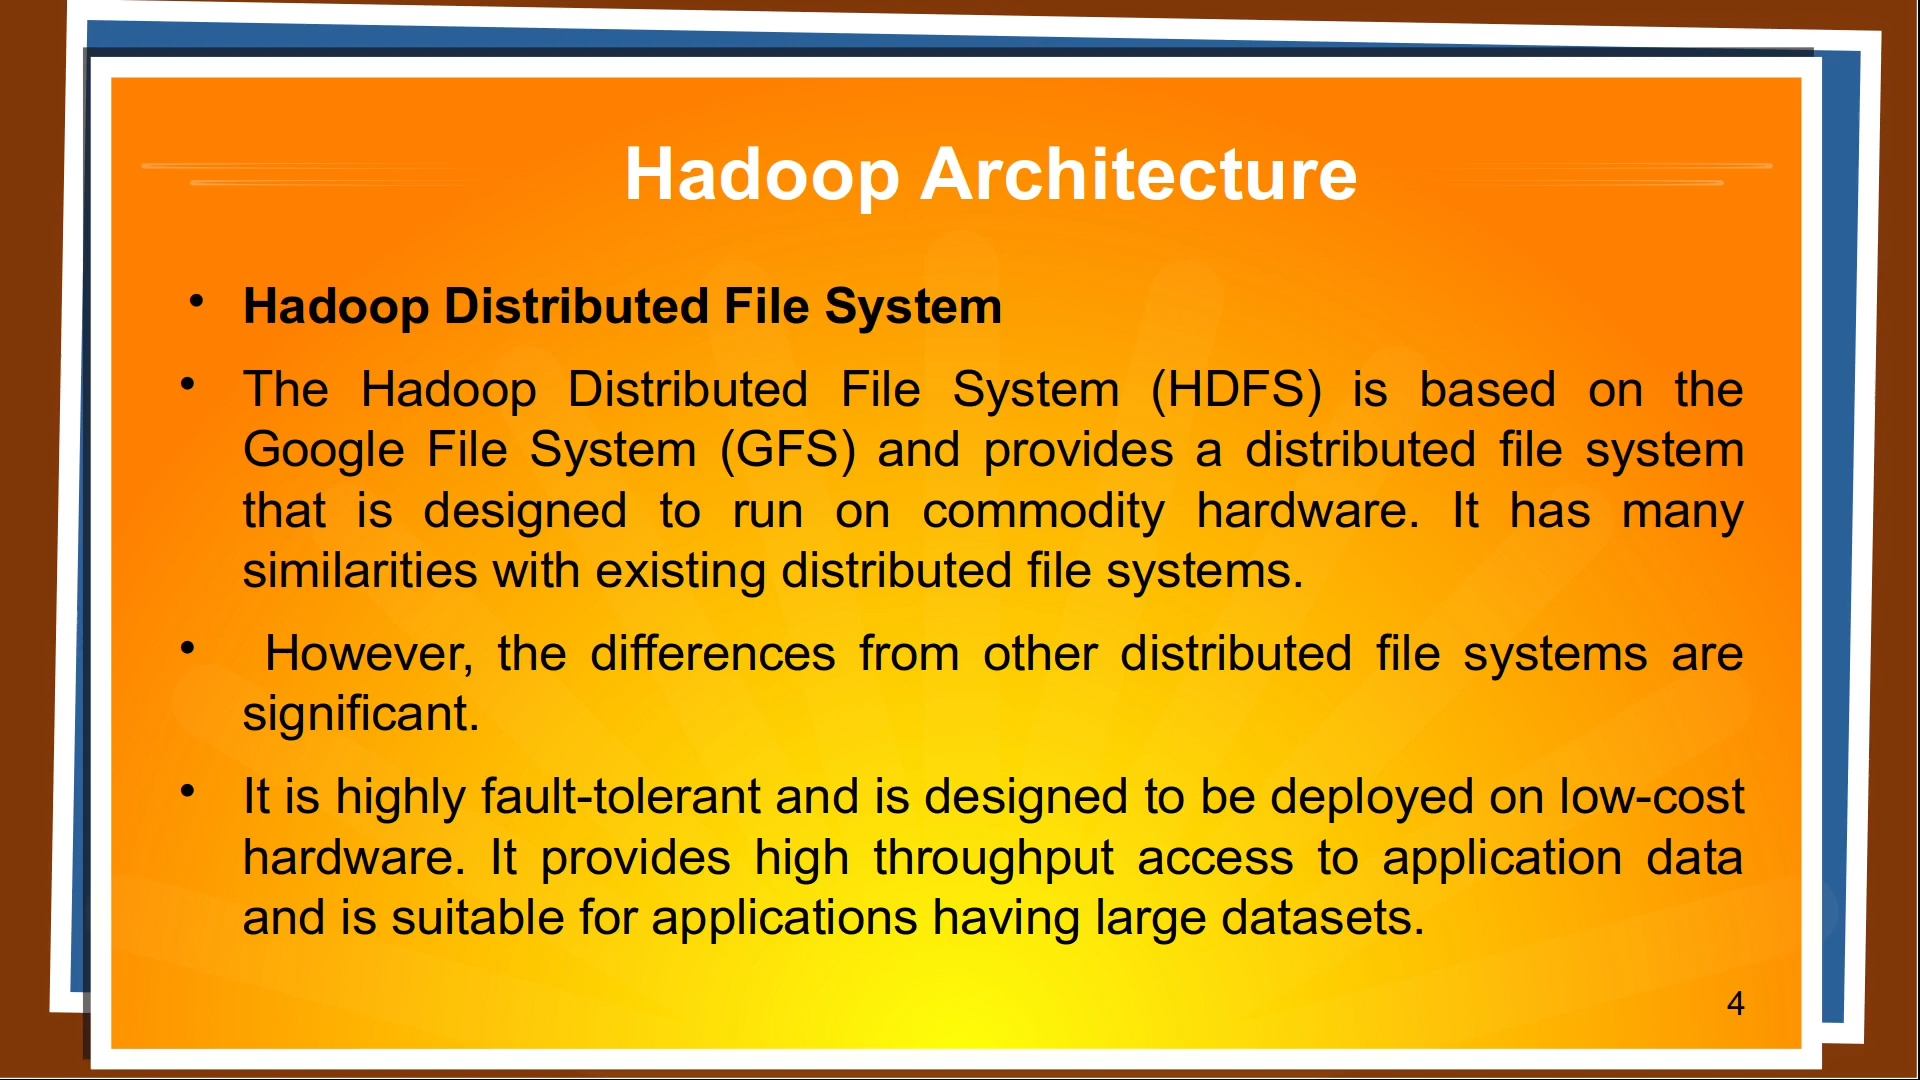 Hadoop Architecture
• Hadoop Distributed File System
• The Hadoop Distributed File System (HDFS) is based on the
Google File System (GFS) and provides a distributed file system
that is designed to run on commodity hardware. It has many
similarities with existing distributed file systems.
• However, the differences from other distributed file systems are
significant.
• It is highly fault-tolerant and is designed to be deployed on low-cost
hardware. It provides high throughput access to application data
and is suitable for applications having large datasets.
4